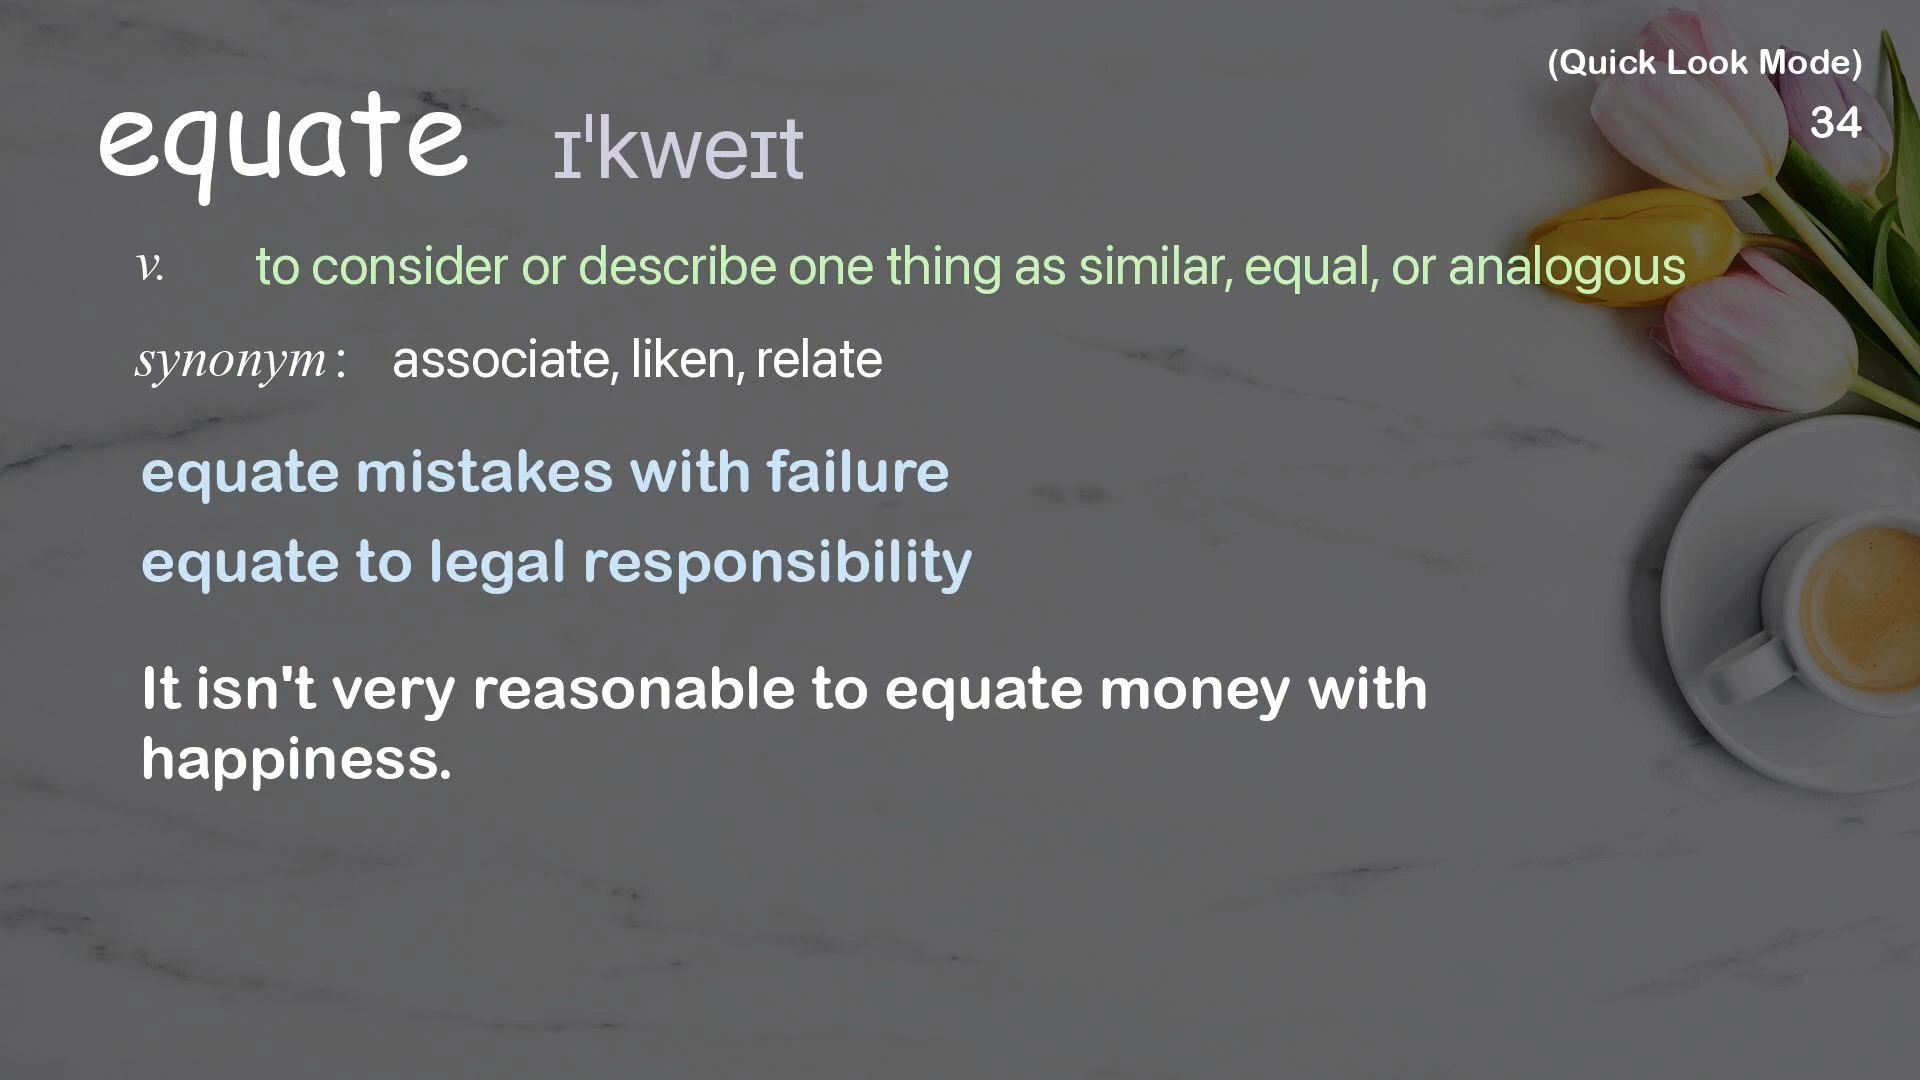 (Quick Look Mode)
34
equate ɪˈkweɪt
v. to consider or describe one thing as similar, equal, or analogous
synonym : associate, liken, relate
equate mistakes with failure
equate to legal responsibility
It isn't very reasonable to equate money with
happiness.